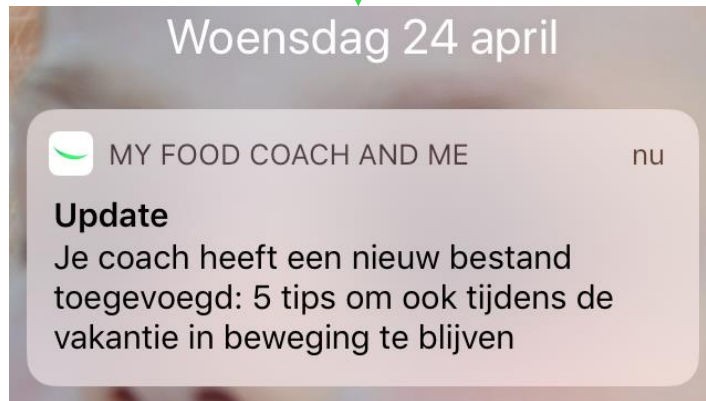 Woensdag 24 april
MY FOOD COACH AND ME nu
Update
Je coach heeft een nieuw bestand
toegevoegd: 5 tips om ook tijdens de
vakantie in beweging te blijven